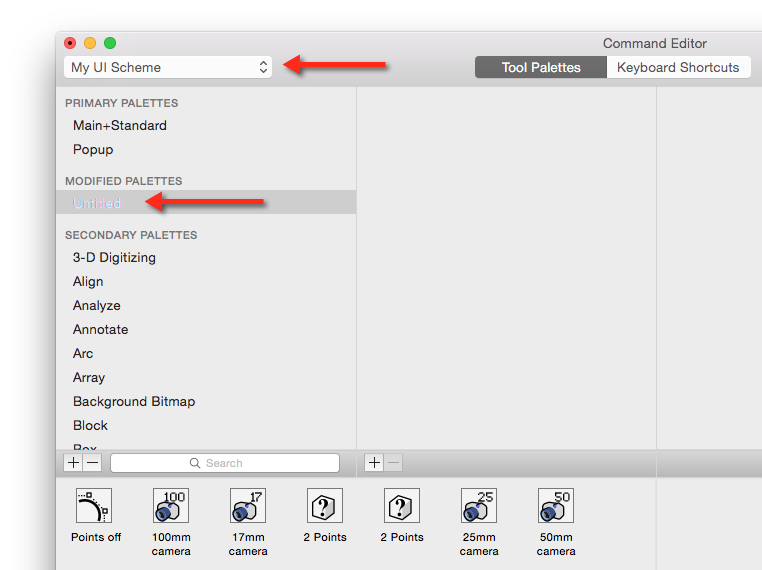 Command Editor
My UI Scheme
Tool Palettes
Keyboard Shortcuts
PRIMARY PALETTES
Main+Standard
Popup
MODIFIED PALETTES
Untitled
SECONDARY PALETTES
3-D Digitizing
Align
Analyze
Annotate
Arc
Array
Background Bitmap
Block
Box
Search
100
17
?
?
25
50
Points off
100mm
camera
17mm
camera
2 Points
2 Points
25mm
camera
50mm
camera